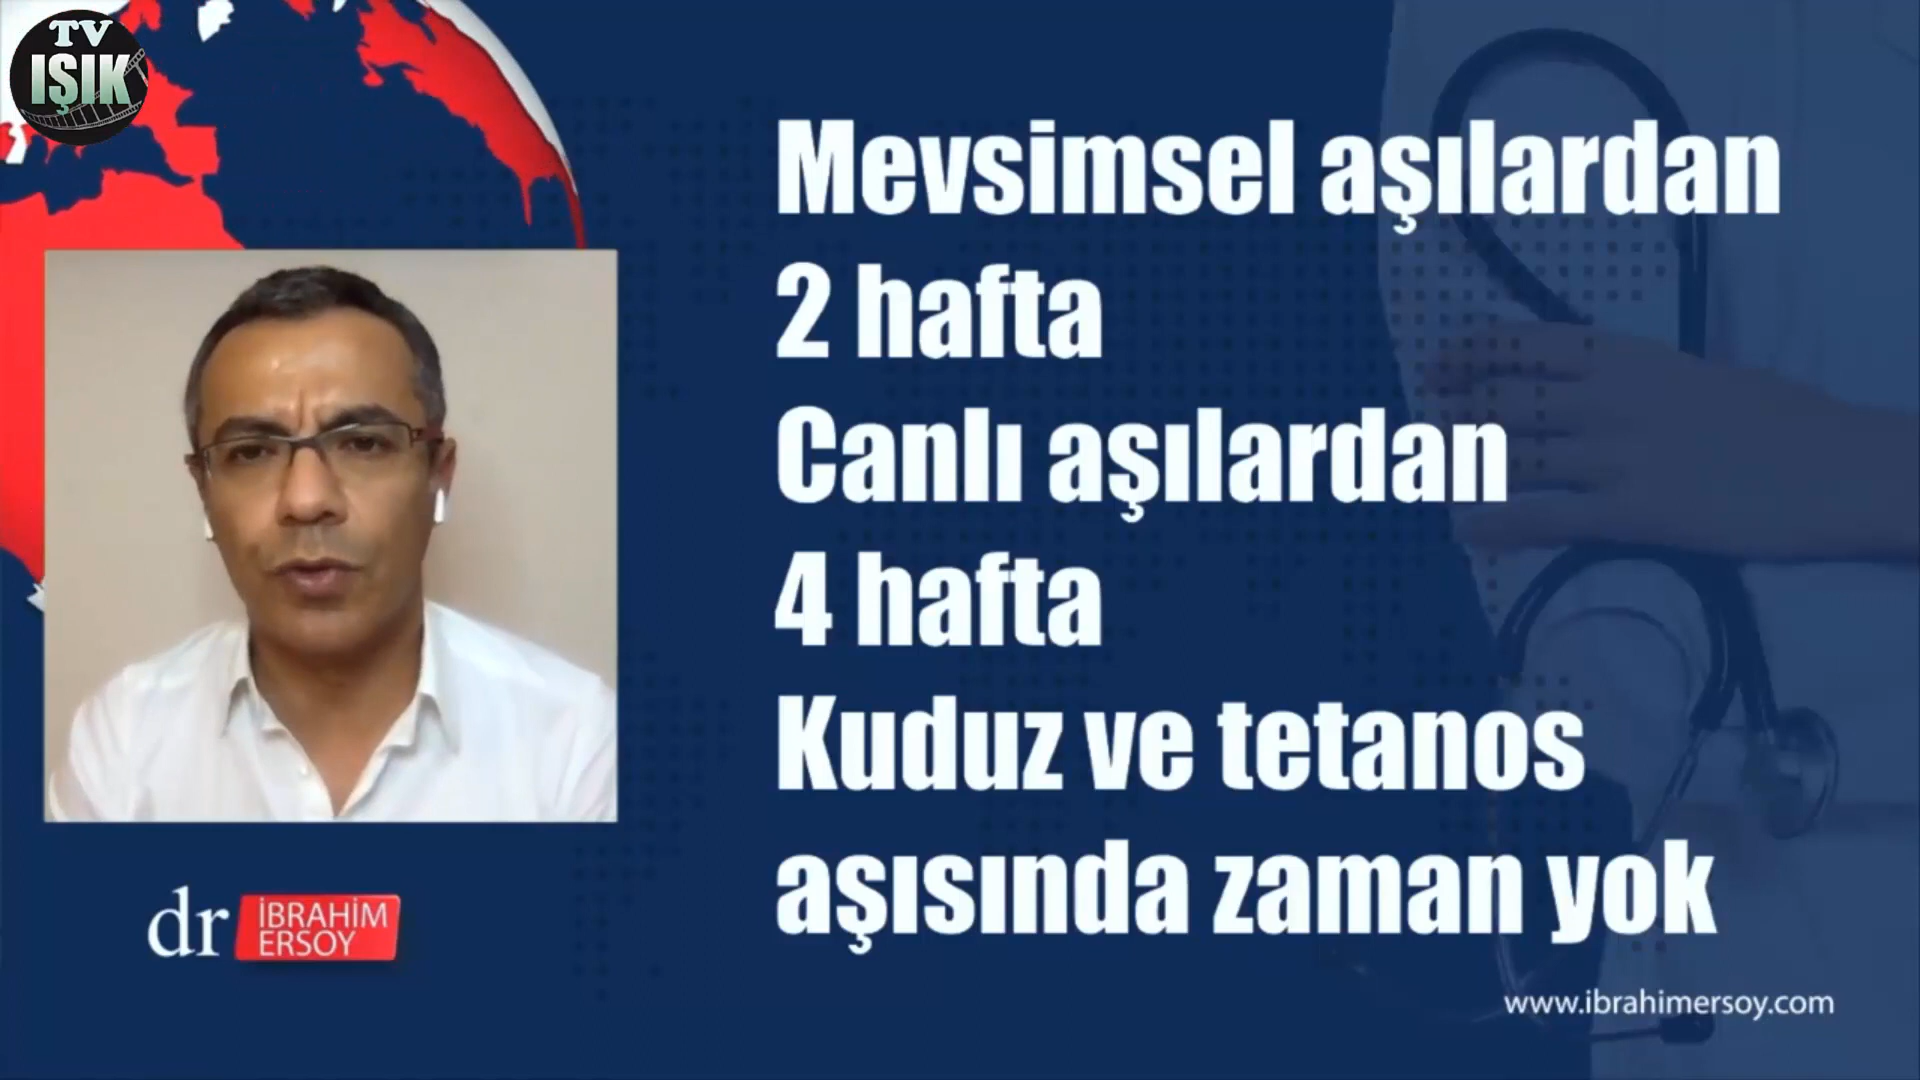 TV
IŞIK
Mevsimsel aşılardan
2 hafta
Canlı aşılardan
4 hafta
Kuduz ve tetanos
aşısında zaman yok
dr
İBRAHİM
ERSOY
www.ibrahimersoy.com